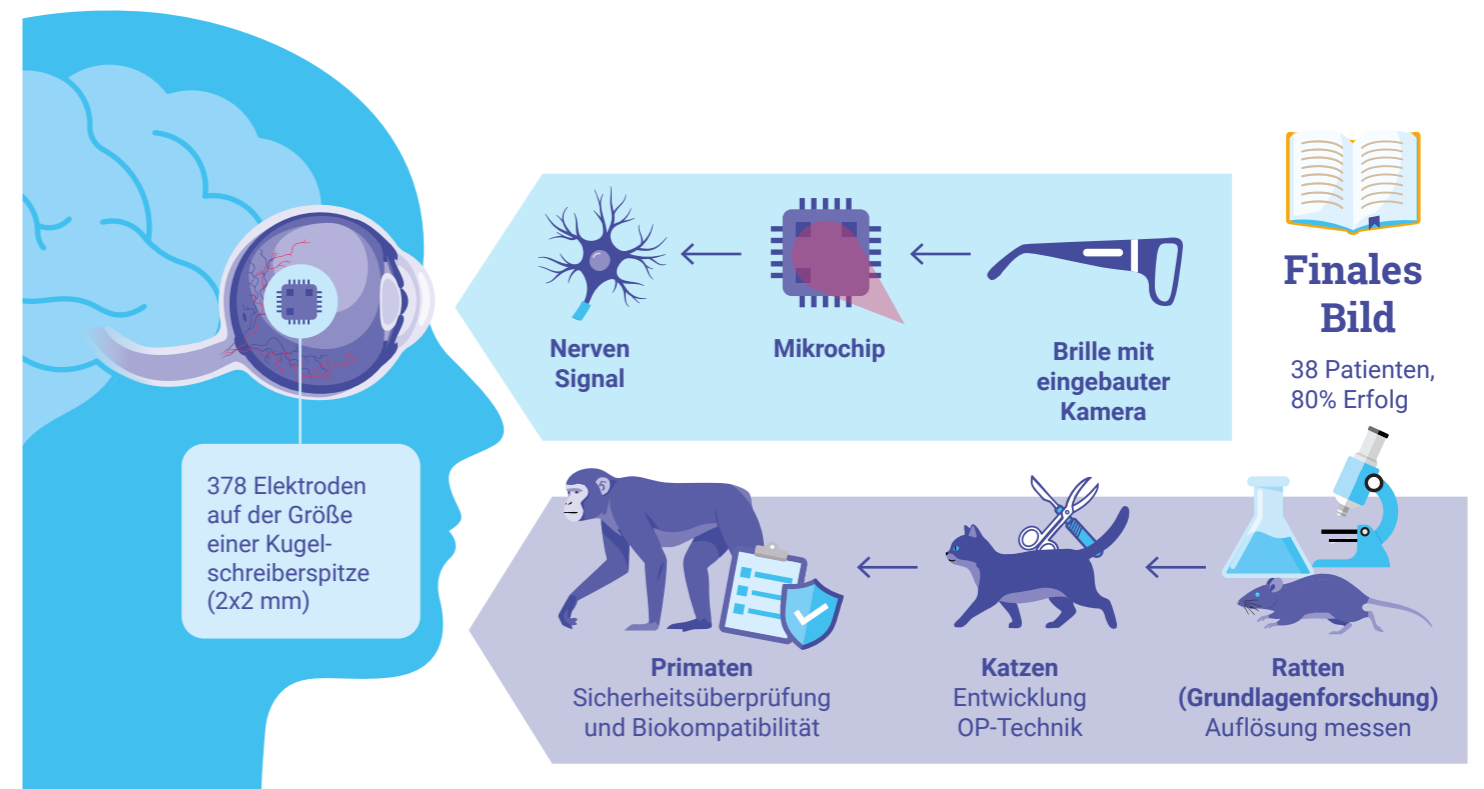 Nerven
Signal
Mikrochip
Brille mit
eingebauter
Kamera
Finales
Bild
38 Patienten,
80% Erfolg
378 Elektroden
auf der Größe
einer Kugel-
schreiberspitze
(2x2 mm)
Primaten
Sicherheitsüberprüfung
und Biokompatibilität
Katzen
Entwicklung
OP-Technik
Ratten
(Grundlagenforschung)
Auflösung messen